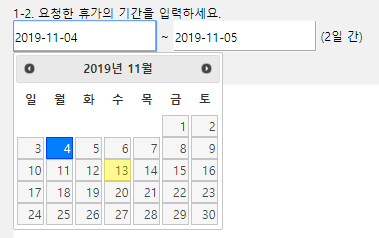 1-2. 요청한 휴가의 기간을 입력하세요.
2019-11-04 ~ 2019-11-05 (2일 간)
2019년 11월
일 월 화 수 목 금 토
1 2
3 4 5 6 7 8 9
10 11 12 13 14 15 16
17 18 19 20 21 22 23
24 25 26 27 28 29 30